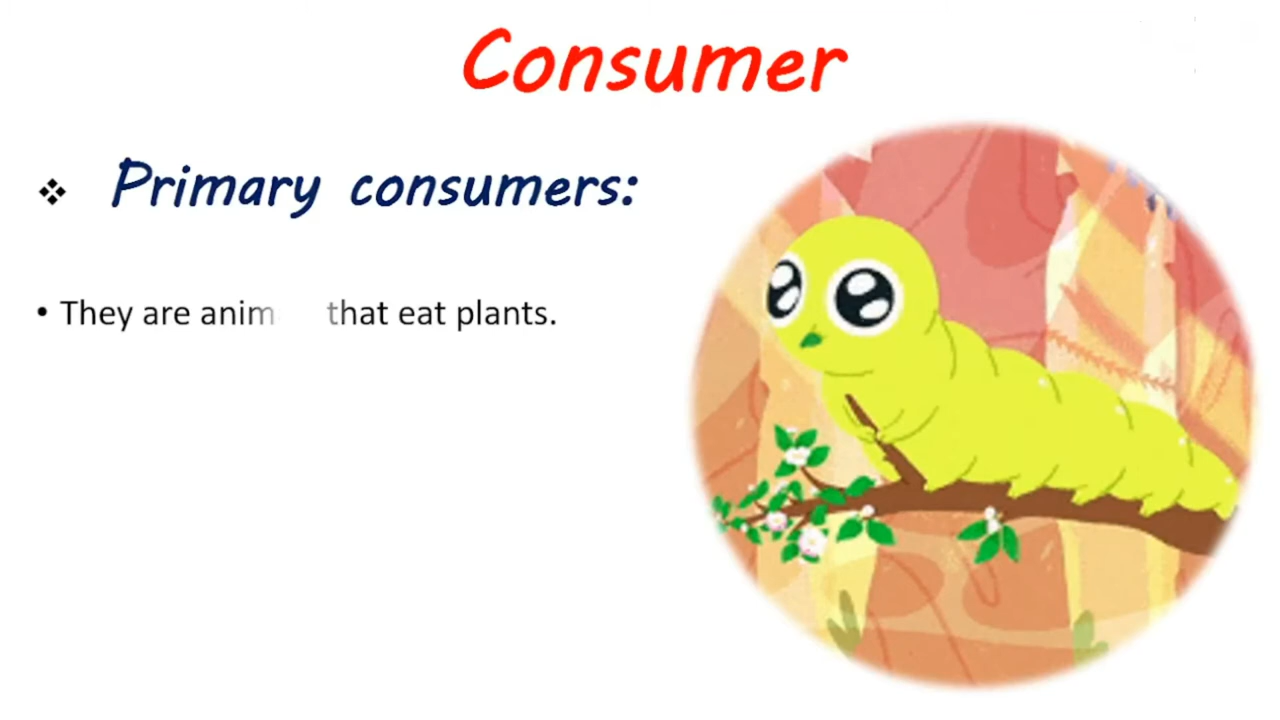 Consumer
❖ Primary consumers:
• They are anim that eat plants.